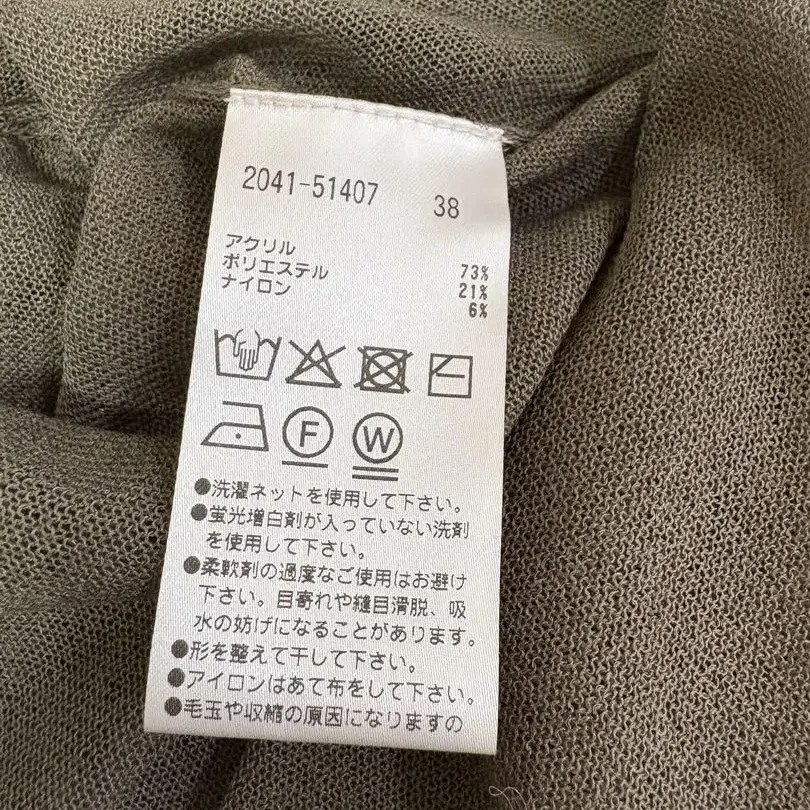 2041-51407 38
アクリル 73%
ポリエステル 21%
ナイロン 6%
F W
●洗濯ネットを使用して下さい。
●蛍光増白剤が入っていない洗剤
を使用して下さい。
●柔軟剤の過度なご使用はお避け
下さい。目寄れや縫目滑脱、吸
水の妨げになることがあります。
●形を整えて干して下さい。
●アイロンはあて布をして下さい。
●毛玉や収縮の原因になりますの